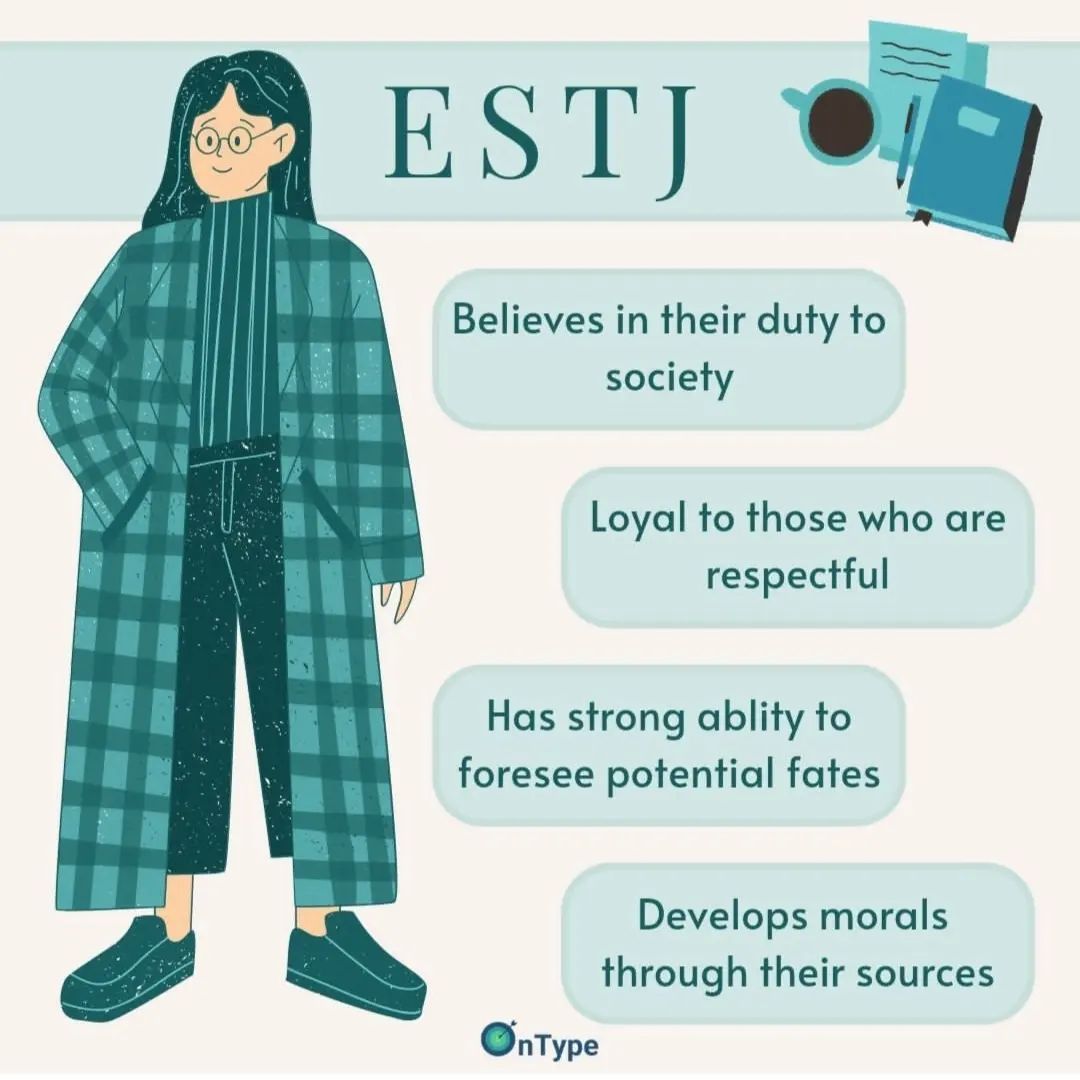 ESTJ
Believes in their duty to
society
Loyal to those who are
respectful
Has strong ablity to
foresee potential fates
Develops morals
through their sources
OnType